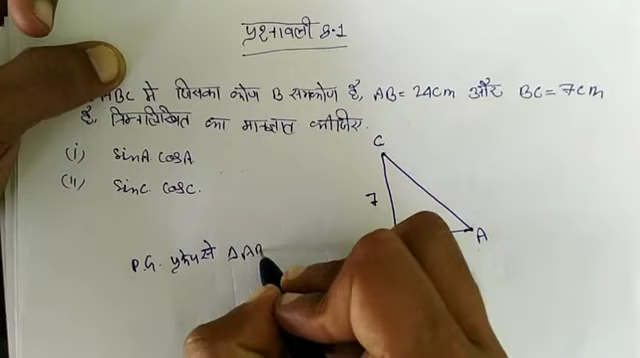 प्रश्नावली 8.1
ABC में जिसका कोण B समकोण है, AB = 24cm और BC = 7cm
है, निम्नलिखित का मान ज्ञात कीजिए.
(i) sinA. cosA
(ii) sinC. cosC.
C
7
A
P.G. प्रमेय से Δ AB